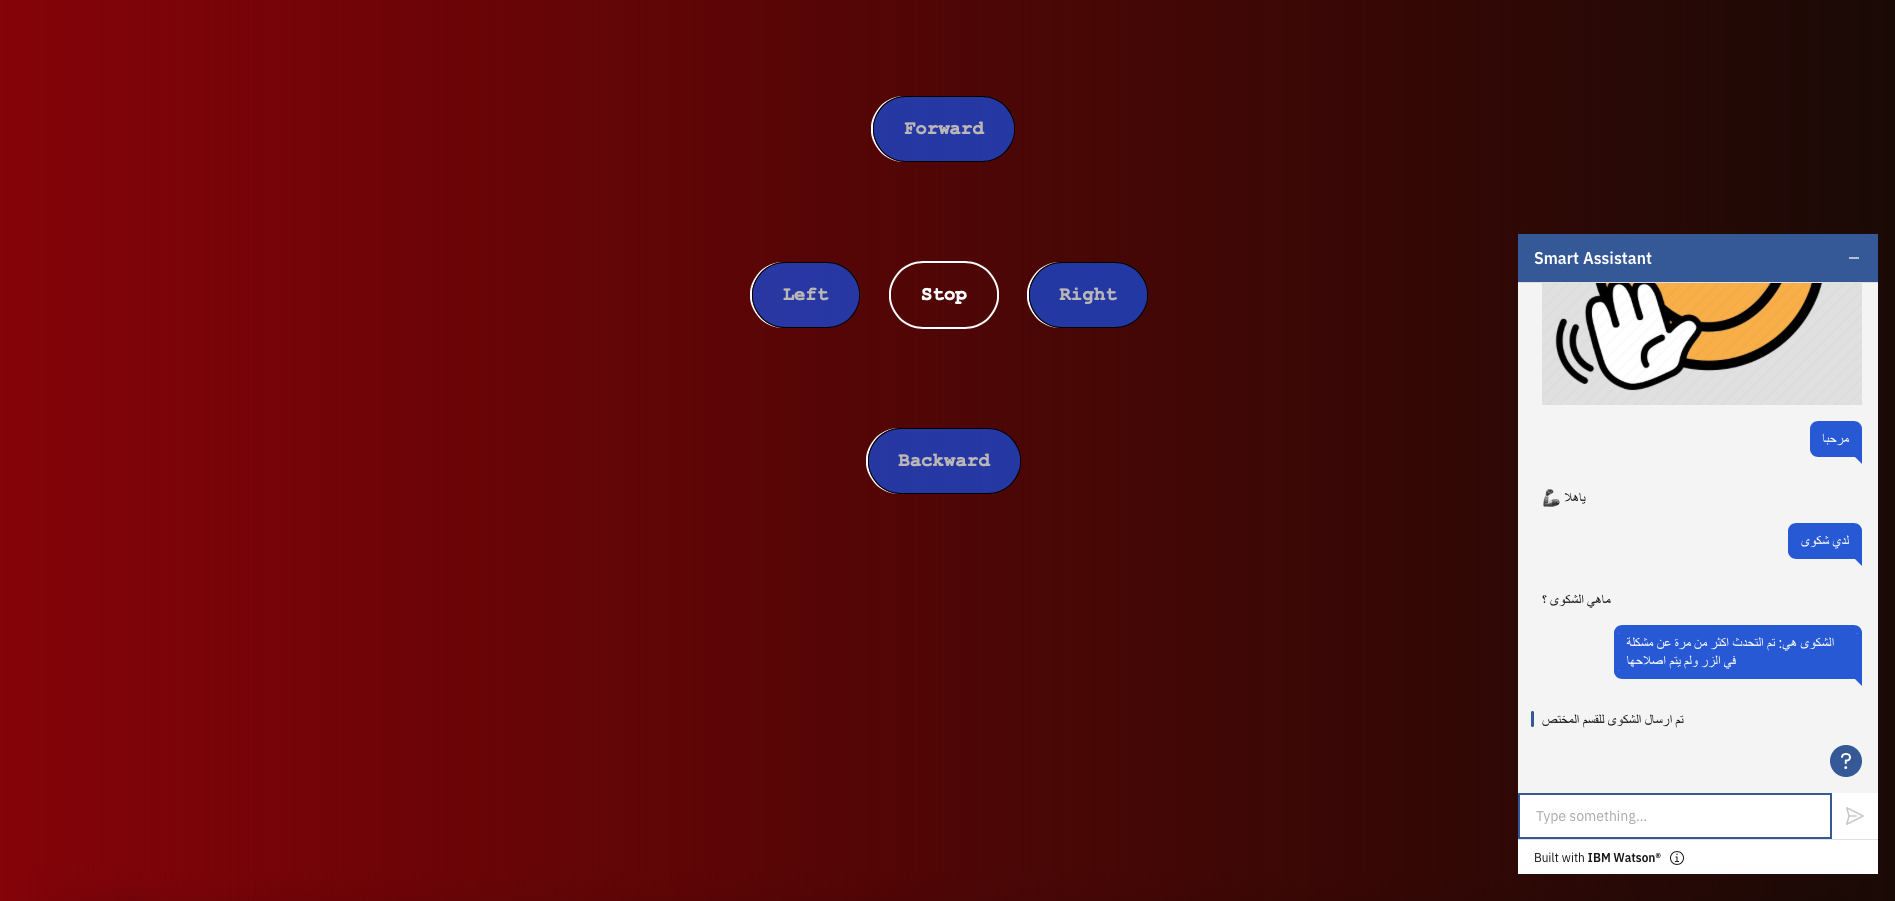 Forward
Left
Stop
Right
Backward
Smart Assistant
مرحبا
ياهلا
لدي شكوى
ماهي الشكوى ؟
الشكوى هي: تم التحدث اكثر من مرة عن مشكلة
في الزر ولم يتم اصلاحها
تم ارسال الشكوى للقسم المختص
?
Type something...
Built with IBM Watson®